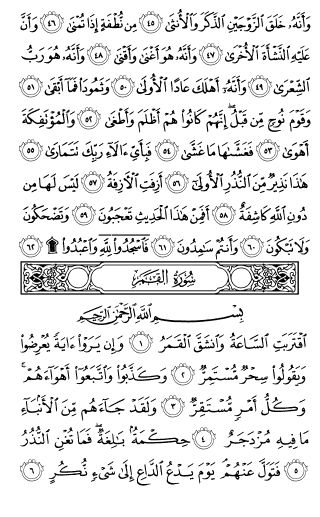 وَأَنَّهُۥ خَلَقَ ٱلزَّوْجَيْنِ ٱلذَّكَرَ وَٱلْأُنثَىٰ ٤٥ مِن نُّطْفَةٍ إِذَا تُمْنَىٰ ٤٦ وَأَنَّ
عَلَيْهِ ٱلنَّشْأَةَ ٱلْأُخْرَىٰ ٤٧ وَأَنَّهُۥ هُوَ أَغْنَىٰ وَأَقْنَىٰ ٤٨ وَأَنَّهُۥ هُوَ رَبُّ
ٱلشِّعْرَىٰ ٤٩ وَأَنَّهُۥٓ أَهْلَكَ عَادًا ٱلْأُولَىٰ ٥٠ وَثَمُودَا۟ فَمَآ أَبْقَىٰ ٥١
وَقَوْمَ نُوحٍ مِّن قَبْلُ ۖ إِنَّهُمْ كَانُوا۟ هُمْ أَظْلَمَ وَأَطْغَىٰ ٥٢ وَٱلْمُؤْتَفِكَةَ
أَهْوَىٰ ٥٣ فَغَشَّىٰهَا مَا غَشَّىٰ ٥٤ فَبِأَىِّ ءَالَآءِ رَبِّكَ تَتَمَارَىٰ ٥٥
هَٰذَا نَذِيرٌ مِّنَ ٱلنُّذُرِ ٱلْأُولَىٰٓ ٥٦ أَزِفَتِ ٱلْءَازِفَةُ ٥٧ لَيْسَ لَهَا مِن
دُونِ ٱللَّهِ كَاشِفَةٌ ٥٨ أَفَمِنْ هَٰذَا ٱلْحَدِيثِ تَعْجَبُونَ ٥٩ وَتَضْحَكُونَ
وَلَا تَبْكُونَ ٦٠ وَأَنتُمْ سَٰمِدُونَ ٦١ فَٱسْجُدُوا۟ لِلَّهِ وَٱعْبُدُوا۟ ۩ ٦٢
سُورَةُ القَمَر
بِسْمِ ٱللَّهِ ٱلرَّحْمَٰنِ ٱلرَّحِيمِ
ٱقْتَرَبَتِ ٱلسَّاعَةُ وَٱنشَقَّ ٱلْقَمَرُ ١ وَإِن يَرَوْا۟ ءَايَةً يُعْرِضُوا۟
وَيَقُولُوا۟ سِحْرٌ مُّسْتَمِرٌّ ٢ وَكَذَّبُوا۟ وَٱتَّبَعُوٓا۟ أَهْوَآءَهُمْ ۚ
وَكُلُّ أَمْرٍ مُّسْتَقِرٌّ ٣ وَلَقَدْ جَآءَهُم مِّنَ ٱلْأَنۢبَآءِ
مَا فِيهِ مُزْدَجَرٌ ٤ حِكْمَةٌۢ بَٰلِغَةٌ ۖ فَمَا تُغْنِ ٱلنُّذُرُ
٥ فَتَوَلَّ عَنْهُمْ ۘ يَوْمَ يَدْعُ ٱلدَّاعِ إِلَىٰ شَىْءٍ نُّكُرٍ ٦